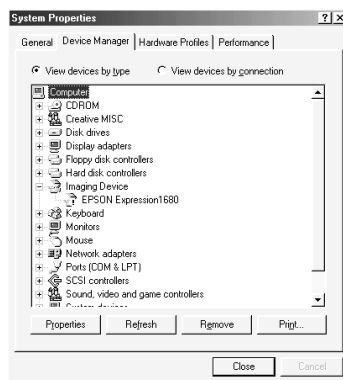 System Properties
General Device Manager Hardware Profiles Performance
View devices by type View devices by connection
Computer
CDROM
Creative MISC
Disk drives
Display adapters
Floppy disk controllers
Hard disk controllers
Imaging Device
EPSON Expression1680
Keyboard
Monitors
Mouse
Network adapters
Ports (COM & LPT)
SCSI controllers
Sound, video and game controllers
System devices
Properties Refresh Remove Print...
Close Cancel